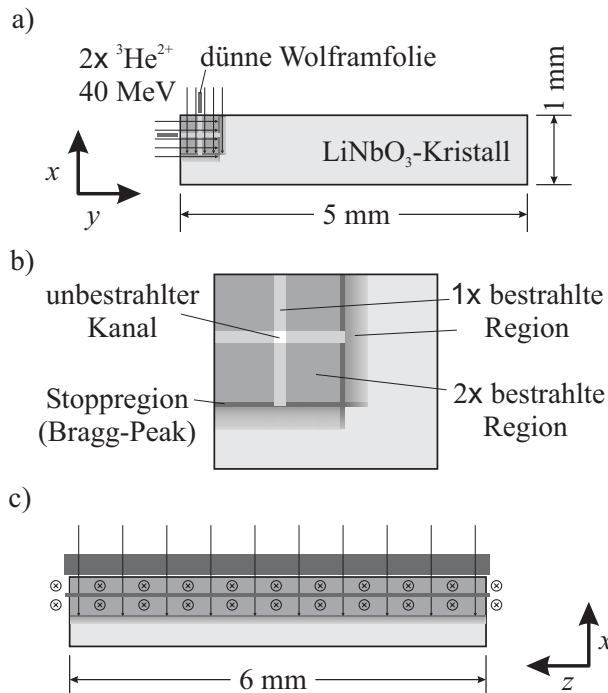 a)
2x ³He²⁺
40 MeV
dünne Wolframfolie
LiNbO₃-Kristall
1 mm
x
y
5 mm
b)
unbestrahlter
Kanal
1x bestrahlte
Region
Stoppregion
(Bragg-Peak)
2x bestrahlte
Region
c)
6 mm
x
z